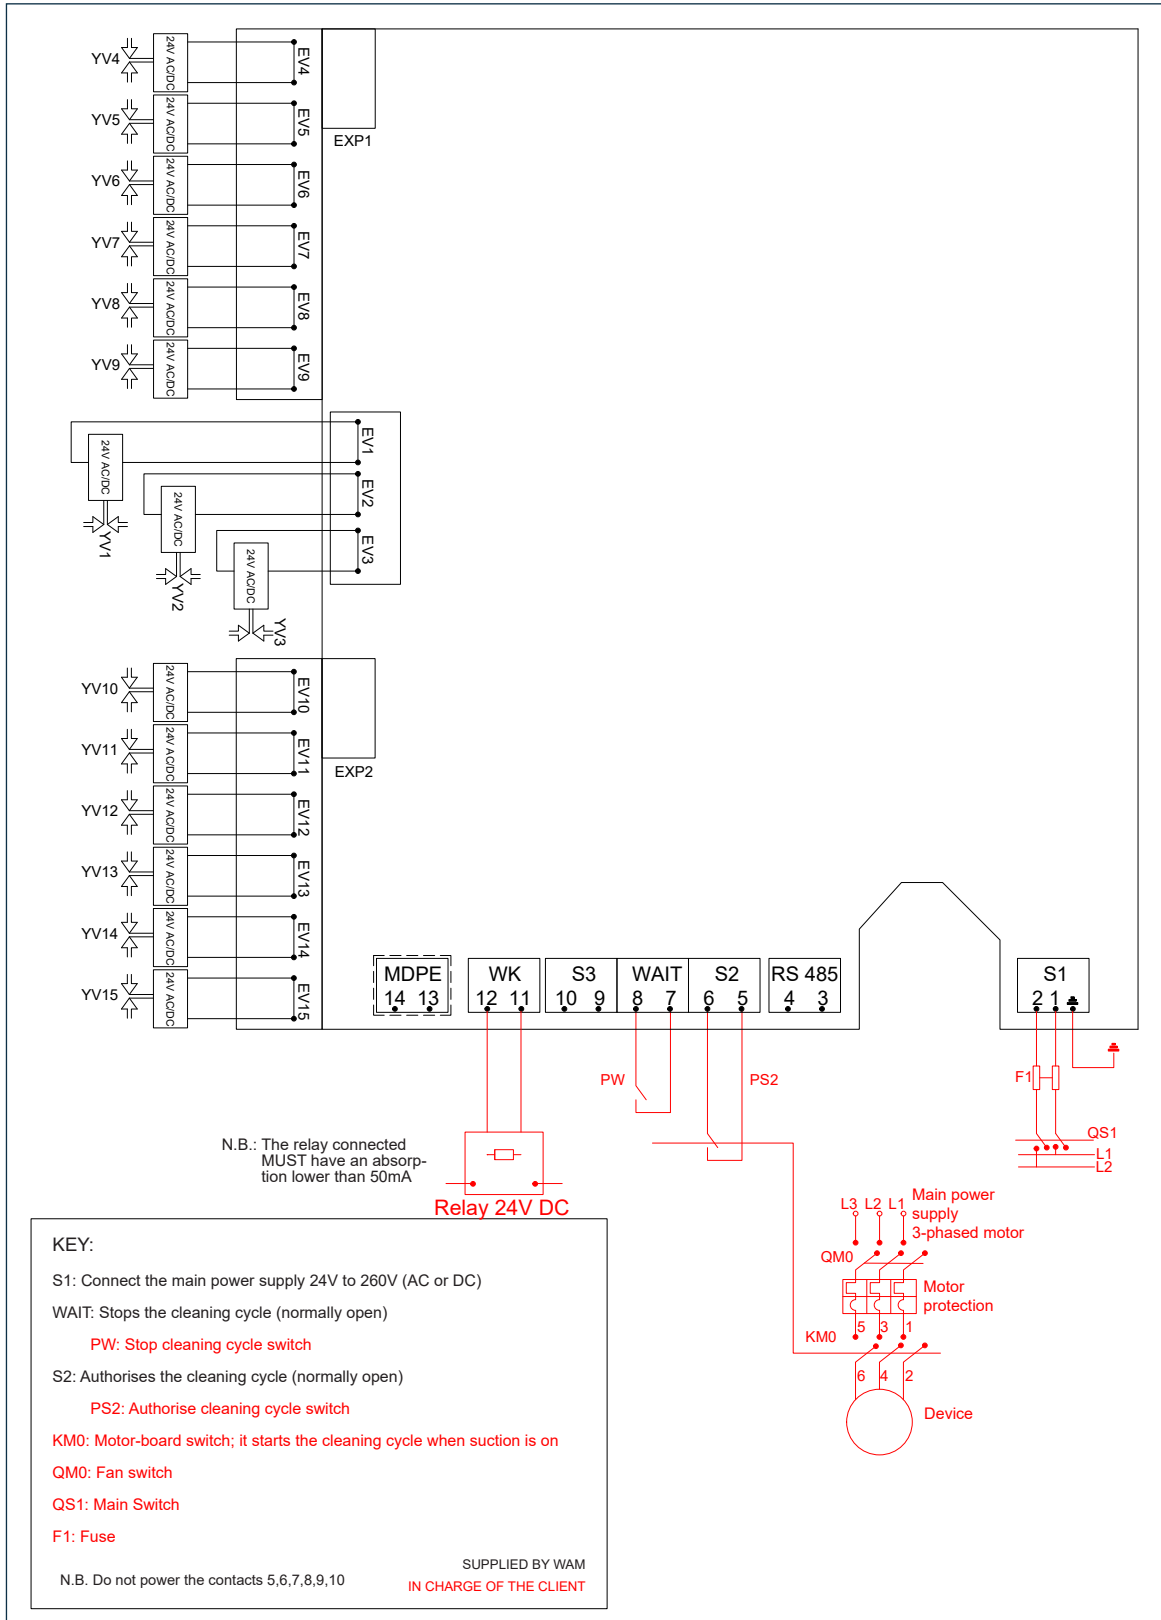 YV4
24V AC/DC
EV4
YV5
24V AC/DC
EV5
EXP1
YV6
24V AC/DC
EV6
YV7
24V AC/DC
EV7
YV8
24V AC/DC
EV8
YV9
24V AC/DC
EV9
EV1
24V AC/DC
YV1
EV2
24V AC/DC
YV2
EV3
24V AC/DC
YV3
YV10
24V AC/DC
EV10
YV11
24V AC/DC
EV11
EXP2
YV12
24V AC/DC
EV12
YV13
24V AC/DC
EV13
YV14
24V AC/DC
EV14
YV15
24V AC/DC
EV15
MDPE
14 13
WK
12 11
S3
10 9
WAIT
8 7
S2
6 5
RS 485
4 3
S1
2 1
PW
PS2
F1
QS1
L1
L2
N.B.: The relay connected
MUST have an absorp-
tion lower than 50mA
Relay 24V DC
L3 L2 L1
Main power
supply
3-phased motor
QM0
Motor
protection
5 3 1
KM0
6 4 2
Device
KEY:
S1: Connect the main power supply 24V to 260V (AC or DC)
WAIT: Stops the cleaning cycle (normally open)
PW: Stop cleaning cycle switch
S2: Authorises the cleaning cycle (normally open)
PS2: Authorise cleaning cycle switch
KM0: Motor-board switch; it starts the cleaning cycle when suction is on
QM0: Fan switch
QS1: Main Switch
F1: Fuse
N.B. Do not power the contacts 5,6,7,8,9,10
SUPPLIED BY WAM
IN CHARGE OF THE CLIENT